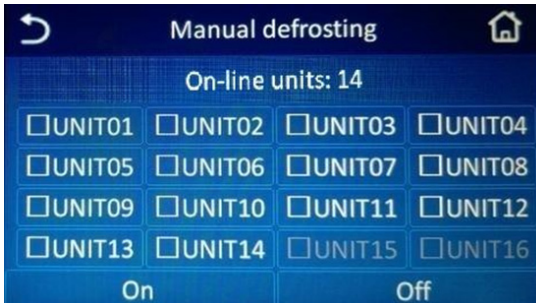 Manual defrosting
On-line units: 14
☐UNIT01 ☐UNIT02 ☐UNIT03 ☐UNIT04
☐UNIT05 ☐UNIT06 ☐UNIT07 ☐UNIT08
☐UNIT09 ☐UNIT10 ☐UNIT11 ☐UNIT12
☐UNIT13 ☐UNIT14 ☐UNIT15 ☐UNIT16
On Off